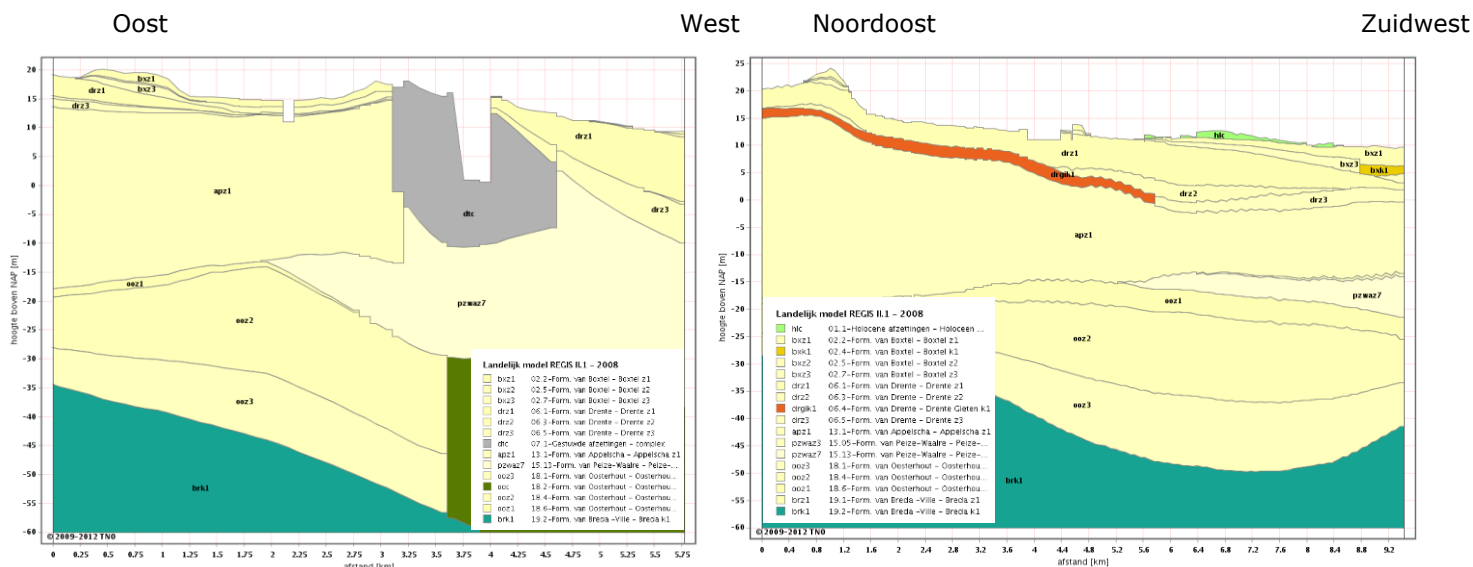 Oost West Noordoost Zuidwest
20
15
10
5
0
-5
-10
-15
-20
-25
-30
-35
-40
-45
-50
-55
-60
hoogte boven NAP [m]
bxz1
drz1
bxz3
drz3
apz1
ooz1
ooz2
ooz3
brk1
dtc
pzwaz7
drz1
drz3
Landelijk model REGIS II.1 - 2008
bxz1 02.2-Form. van Boxtel - Boxtel z1
bxz2 02.5-Form. van Boxtel - Boxtel z2
bxz3 02.7-Form. van Boxtel - Boxtel z3
drz1 06.1-Form. van Drente - Drente z1
drz2 06.3-Form. van Drente - Drente z2
drz3 06.5-Form. van Drente - Drente z3
dtc 07.1-Gestuwde afzettingen - complex
apz1 13.1-Form. van Appelscha - Appelscha z1
pzwaz7 15.13-Form. van Peize-Waalre - Peize-...
ooz3 18.1-Form. van Oosterhout - Oosterhou...
ooc 18.2-Form. van Oosterhout - Oosterhou...
ooz2 18.4-Form. van Oosterhout - Oosterhou...
ooz1 18.6-Form. van Oosterhout - Oosterhou...
brk1 19.2-Form. van Breda -Ville - Breda k1
© 2009-2012 TNO
0 0.25 0.5 0.75 1 1.25 1.5 1.75 2 2.25 2.5 2.75 3 3.25 3.5 3.75 4 4.25 4.5 4.75 5 5.25 5.5 5.75
afstand [km]
25
20
15
10
5
0
-5
-10
-15
-20
-25
-30
-35
-40
-45
-50
-55
-60
hoogte boven NAP [m]
hlc
drz1
bxz1
bxz3
bxk1
drgik1
drz2
drz3
apz1
pzwaz7
ooz1
ooz2
ooz3
brk1
Landelijk model REGIS II.1 - 2008
hlc 01.1-Holocene afzettingen - Holoceen ...
bxz1 02.2-Form. van Boxtel - Boxtel z1
bxk1 02.4-Form. van Boxtel - Boxtel k1
bxz2 02.5-Form. van Boxtel - Boxtel z2
bxz3 02.7-Form. van Boxtel - Boxtel z3
drz1 06.1-Form. van Drente - Drente z1
drz2 06.3-Form. van Drente - Drente z2
drgik1 06.4-Form. van Drente - Drente Gieten k1
drz3 06.5-Form. van Drente - Drente z3
apz1 13.1-Form. van Appelscha - Appelscha z1
pzwaz3 15.05-Form. van Peize-Waalre - Peize-...
pzwaz7 15.13-Form. van Peize-Waalre - Peize-...
ooz3 18.1-Form. van Oosterhout - Oosterhou...
ooz2 18.4-Form. van Oosterhout - Oosterhou...
ooz1 18.6-Form. van Oosterhout - Oosterhou...
brz1 19.1-Form. van Breda -Ville - Breda z1
brk1 19.2-Form. van Breda -Ville - Breda k1
© 2009-2012 TNO
0 0.4 0.8 1.2 1.6 2 2.4 2.8 3.2 3.6 4 4.4 4.8 5.2 5.6 6 6.4 6.8 7.2 7.6 8 8.4 8.8 9.2
afstand [km]